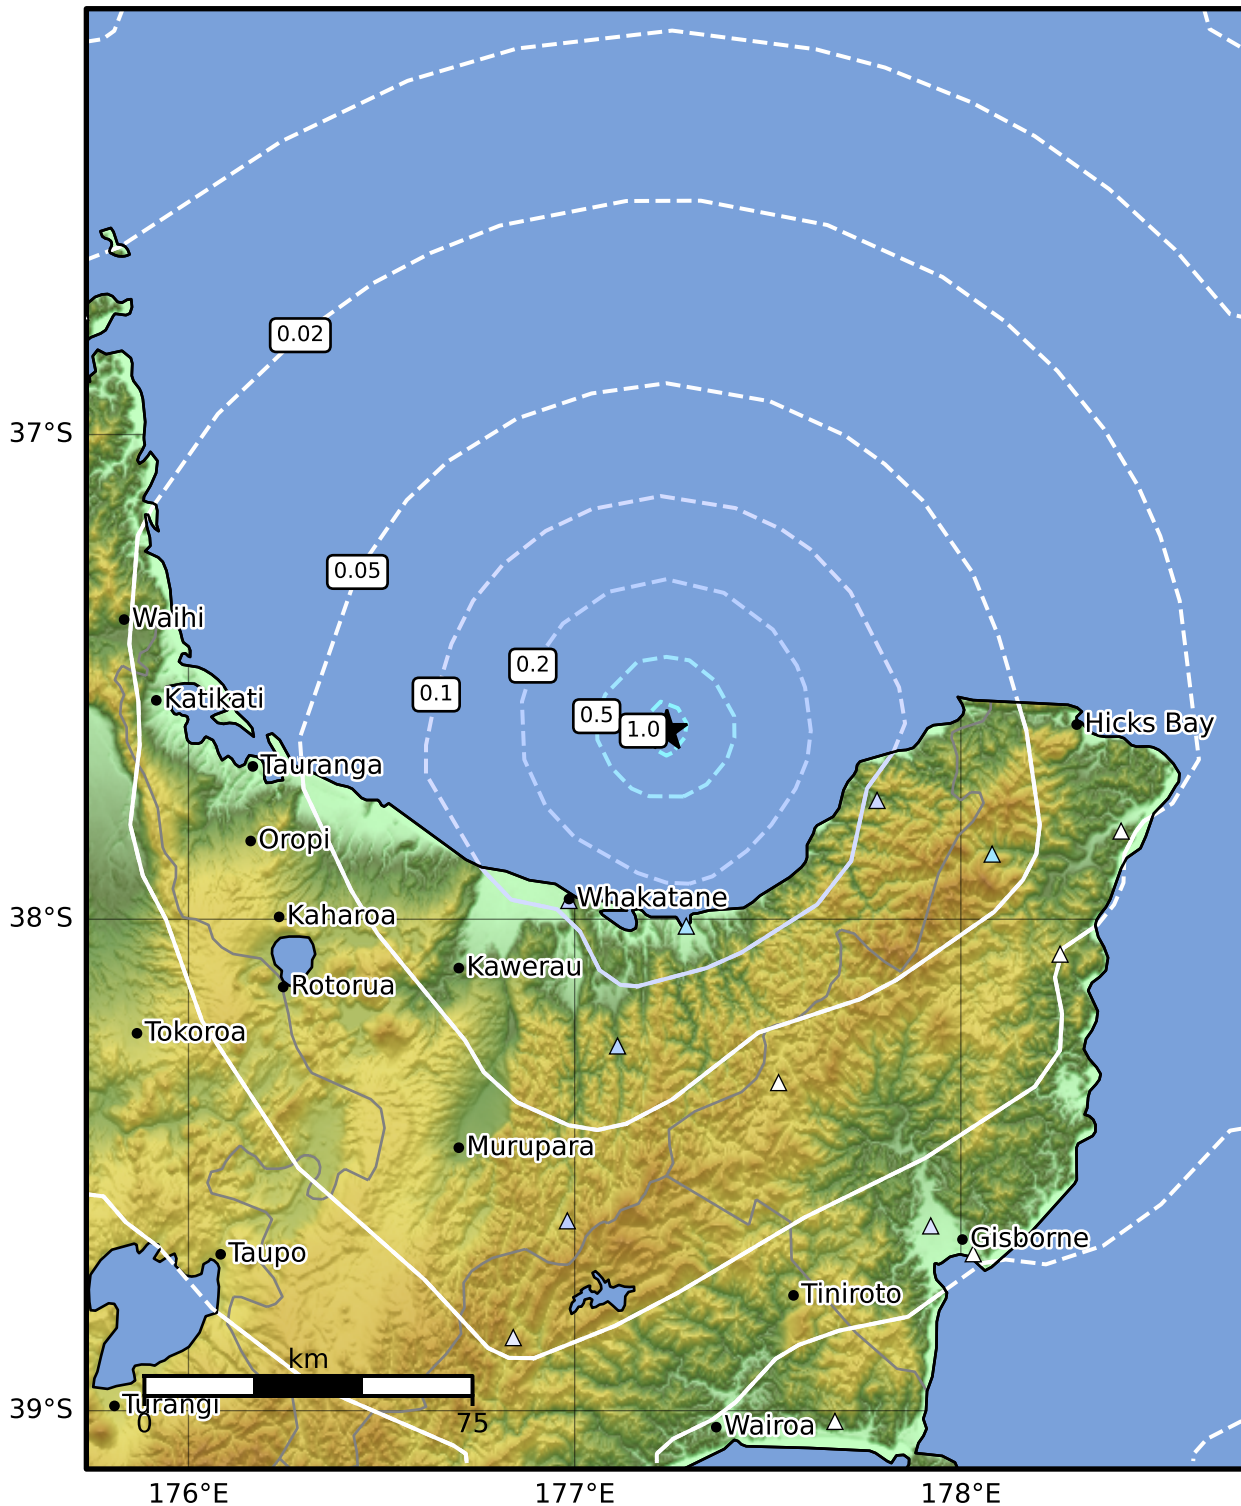 0.02
37°S
0.05
Waihi
0.2
0.1
Katikati
0.5
1.0
Hicks Bay
Tauranga
Oropi
Whakatane
38°S
Kaharoa
Kawerau
Rotorua
Tokoroa
Murupara
Gisborne
Taupo
Tiniroto
km
39°S
Turangi
0
75
Wairoa
176°E
177°E
178°E